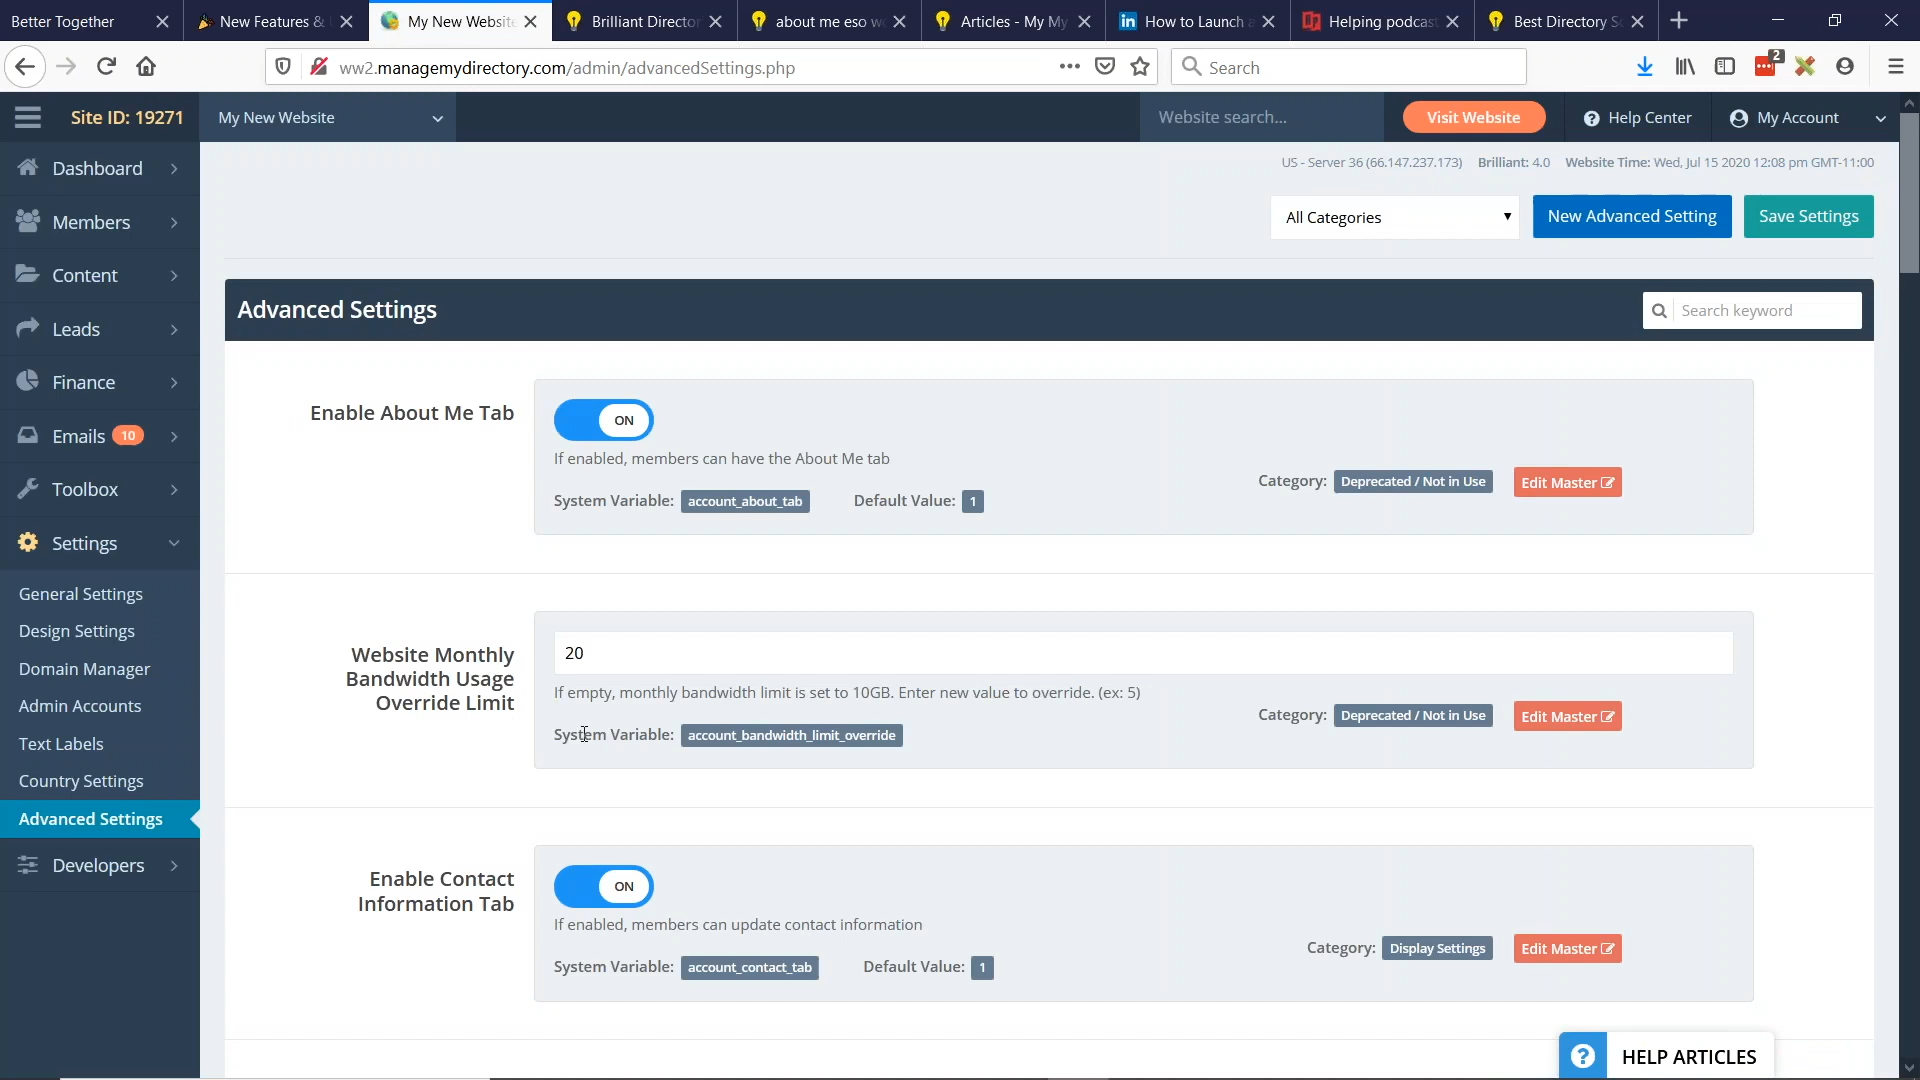 Better Together
New Features &
My New Website
Brilliant Director
about me eso w
Articles - My My
How to Launch a
Helping podcast
Best Directory S
ww2.managemydirectory.com/admin/advancedSettings.php
Search
2
Site ID: 19271
My New Website
Website search...
Visit Website
Help Center
My Account
US - Server 36 (66.147.237.173) Brilliant: 4.0 Website Time: Wed, Jul 15 2020 12:08 pm GMT-11:00
Dashboard
Members
Content
Leads
Finance
Emails 10
Toolbox
Settings
General Settings
Design Settings
Domain Manager
Admin Accounts
Text Labels
Country Settings
Advanced Settings
Developers
All Categories
New Advanced Setting
Save Settings
Advanced Settings
Search keyword
Enable About Me Tab
ON
If enabled, members can have the About Me tab
System Variable: account_about_tab Default Value: 1
Category: Deprecated / Not in Use Edit Master
Website Monthly
Bandwidth Usage
Override Limit
20
If empty, monthly bandwidth limit is set to 10GB. Enter new value to override. (ex: 5)
System Variable: account_bandwidth_limit_override
Category: Deprecated / Not in Use Edit Master
Enable Contact
Information Tab
ON
If enabled, members can update contact information
System Variable: account_contact_tab Default Value: 1
Category: Display Settings Edit Master
? HELP ARTICLES